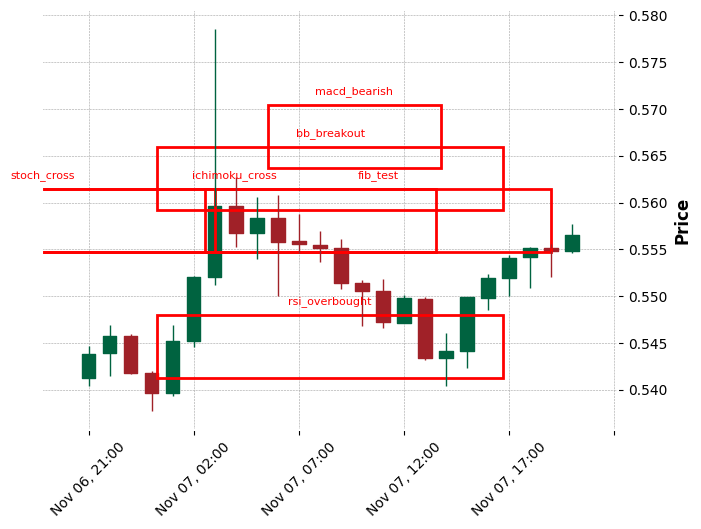 0.580
0.575
macd_bearish
0.570
bb_breakout
0.565
stoch_cross ichimoku_cross fib_test
0.560
Price
0.555
rsi_overbought
0.550
0.545
0.540
Nov 06, 21:00
Nov 07, 02:00
Nov 07, 07:00
Nov 07, 12:00
Nov 07, 17:00